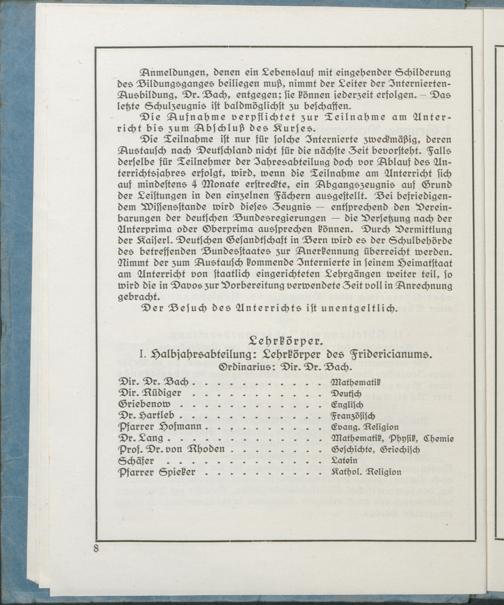 Anmeldungen, denen ein Lebenslauf mit eingehender Schilderung
des Bildungsganges beiliegen muß, nimmt der Leiter der Internierten-
Ausbildung, Dr. Bach, entgegen; sie können jederzeit erfolgen. – Das
letzte Schulzeugnis ist baldmöglichst zu beschaffen.
Die Aufnahme verpflichtet zur Teilnahme am Unter-
richt bis zum Abschluß des Kurses.
Die Teilnahme ist nur für solche Internierte zweckmäßig, deren
Austausch nach Deutschland nicht für die nächste Zeit bevorsteht. Falls
derselbe für Teilnehmer der Jahresabteilung doch vor Ablauf des Un-
terrichtsjahres erfolgt, wird, wenn die Teilnahme am Unterricht sich
auf mindestens 4 Monate erstreckte, ein Abgangszeugnis auf Grund
der Leistungen in den einzelnen Fächern ausgestellt. Bei befriedigen-
dem Wissensstande wird dieses Zeugnis — entsprechend den Verein-
barungen der deutschen Bundesregierungen — die Versetzung nach der
Unterprima oder Oberprima aussprechen können. Durch Vermittlung
der Kaiserl. Deutschen Gesandtschaft in Bern wird es der Schulbehörde
des betreffenden Bundesstaates zur Anerkennung überreicht werden.
Nimmt der zum Austausch kommende Internierte in seinem Heimatstaat
am Unterricht von staatlich eingerichteten Lehrgängen weiter teil, so
wird die in Davos zur Vorbereitung verwendete Zeit voll in Anrechnung
gebracht.
Der Besuch des Unterrichts ist unentgeltlich.
Lehrkörper.
I. Halbjahrsabteilung: Lehrkörper des Fridericianums.
Ordinarius: Dir. Dr. Bach.
Dir. Dr. Bach . . . . . . . . . . . Mathematik
Dir. Rüdiger . . . . . . . . . . . Deutsch
Griebenow . . . . . . . . . . . . Englisch
Dr. Hartleb . . . . . . . . . . . . Französisch
Pfarrer Hofmann . . . . . . . . . . Evang. Religion
Dr. Lang . . . . . . . . . . . . . Mathematik, Physik, Chemie
Prof. Dr. von Rhoden . . . . . . . . Geschichte, Griechisch
Schäfer . . . . . . . . . . . . . Latein
Pfarrer Spieker . . . . . . . . . . Kathol. Religion
8